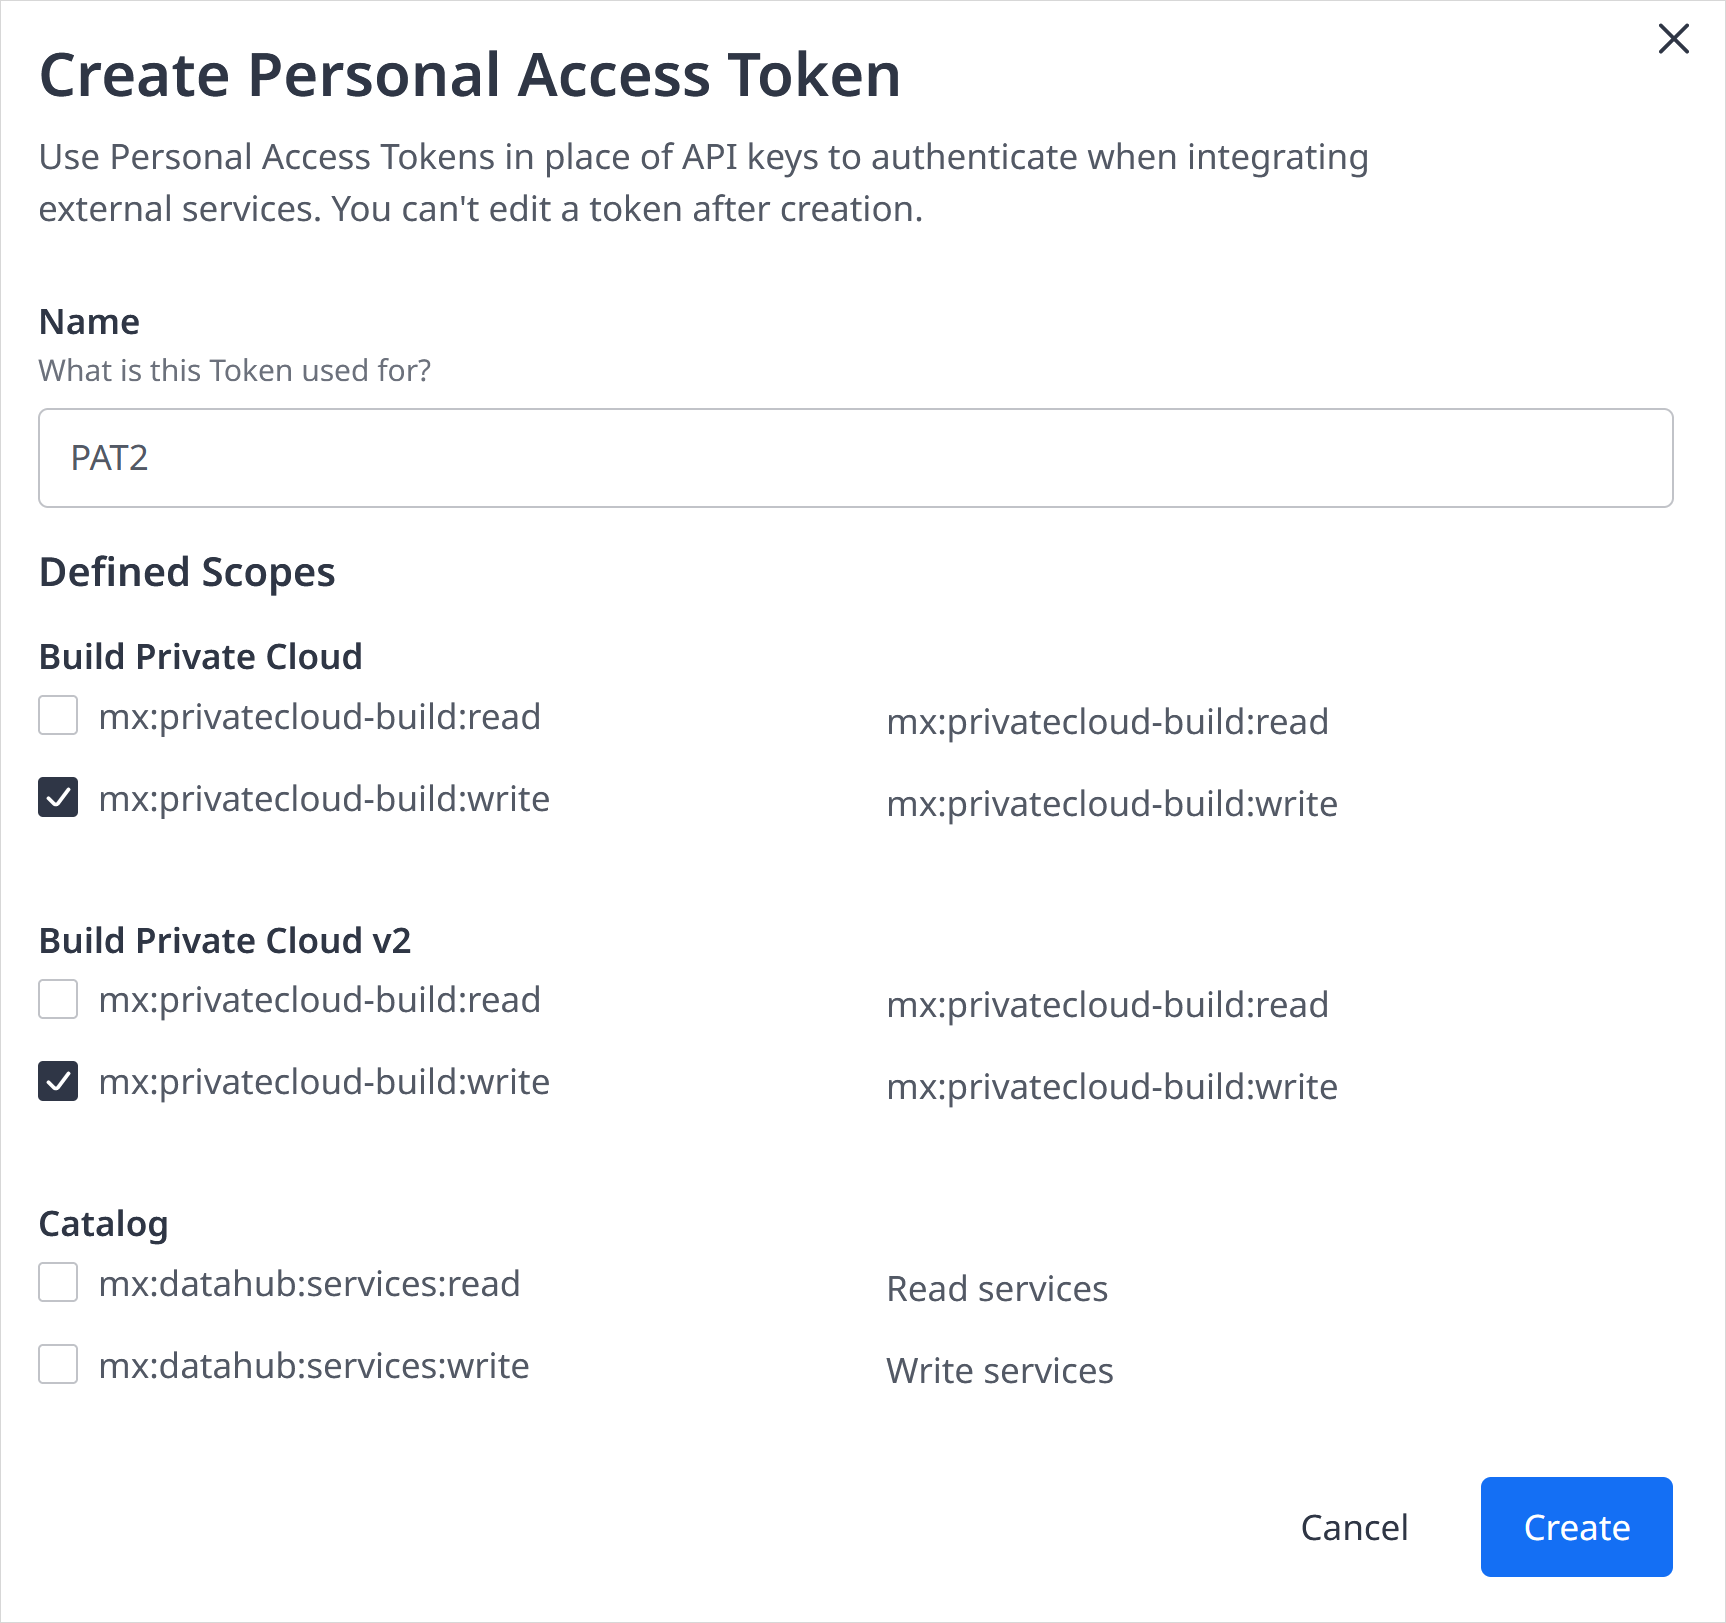 Create Personal Access Token
Use Personal Access Tokens in place of API keys to authenticate when integrating
external services. You can't edit a token after creation.
Name
What is this Token used for?
PAT2
Defined Scopes
Build Private Cloud
mx:privatecloud-build:read mx:privatecloud-build:read
mx:privatecloud-build:write mx:privatecloud-build:write
Build Private Cloud v2
mx:privatecloud-build:read mx:privatecloud-build:read
mx:privatecloud-build:write mx:privatecloud-build:write
Catalog
mx:datahub:services:read Read services
mx:datahub:services:write Write services
Cancel Create